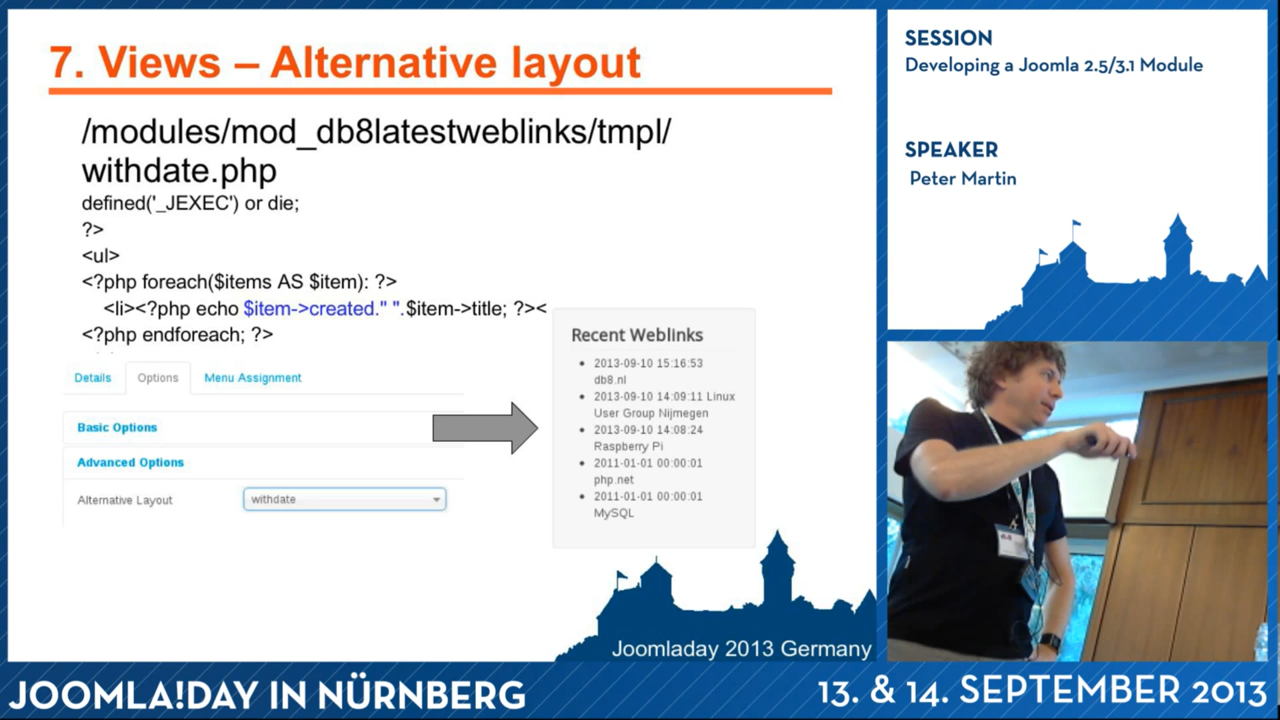 7. Views – Alternative layout
/modules/mod_db8latestweblinks/tmpl/
withdate.php
defined('_JEXEC') or die;
?>
<ul>
<?php foreach($items AS $item): ?>
<li><?php echo $item->created." ".$item->title; ?><
<?php endforeach; ?>
Details Options Menu Assignment
Basic Options
Advanced Options
Alternative Layout withdate
Recent Weblinks
2013-09-10 15:16:53
db8.nl
2013-09-10 14:09:11 Linux
User Group Nijmegen
2013-09-10 14:08:24
Raspberry Pi
2011-01-01 00:00:01
php.net
2011-01-01 00:00:01
MySQL
Joomladay 2013 Germany
SESSION
Developing a Joomla 2.5/3.1 Module
SPEAKER
Peter Martin
JOOMLA!DAY IN NÜRNBERG
13. & 14. SEPTEMBER 2013